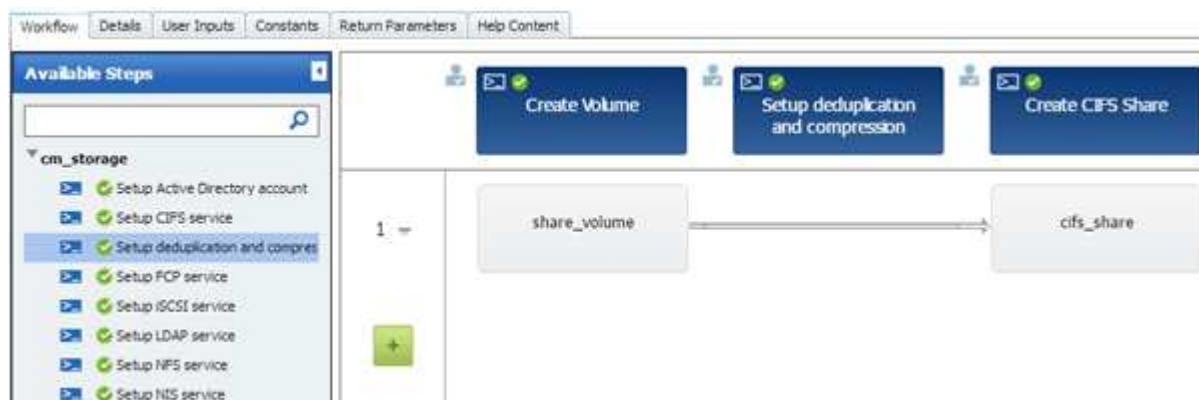 Workflow Details User Inputs Constants Return Parameters Help Content
Available Steps
cm_storage
Setup Active Directory account
Setup CIFS service
Setup deduplication and compres
Setup FCP service
Setup iSCSI service
Setup LDAP service
Setup NFS service
Setup NIS service
Create Volume
Setup deduplication
and compression
Create CIFS Share
1 share_volume cifs_share
+